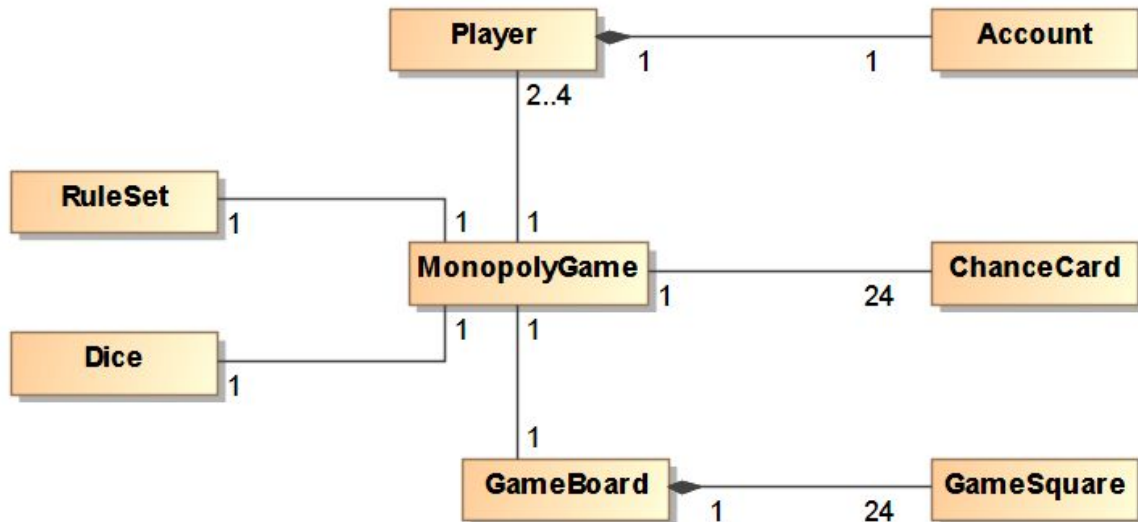 Player
Account
1
1
2..4
RuleSet
1
1
1
MonopolyGame
ChanceCard
1
24
Dice
1
1
1
1
GameBoard
GameSquare
1
24